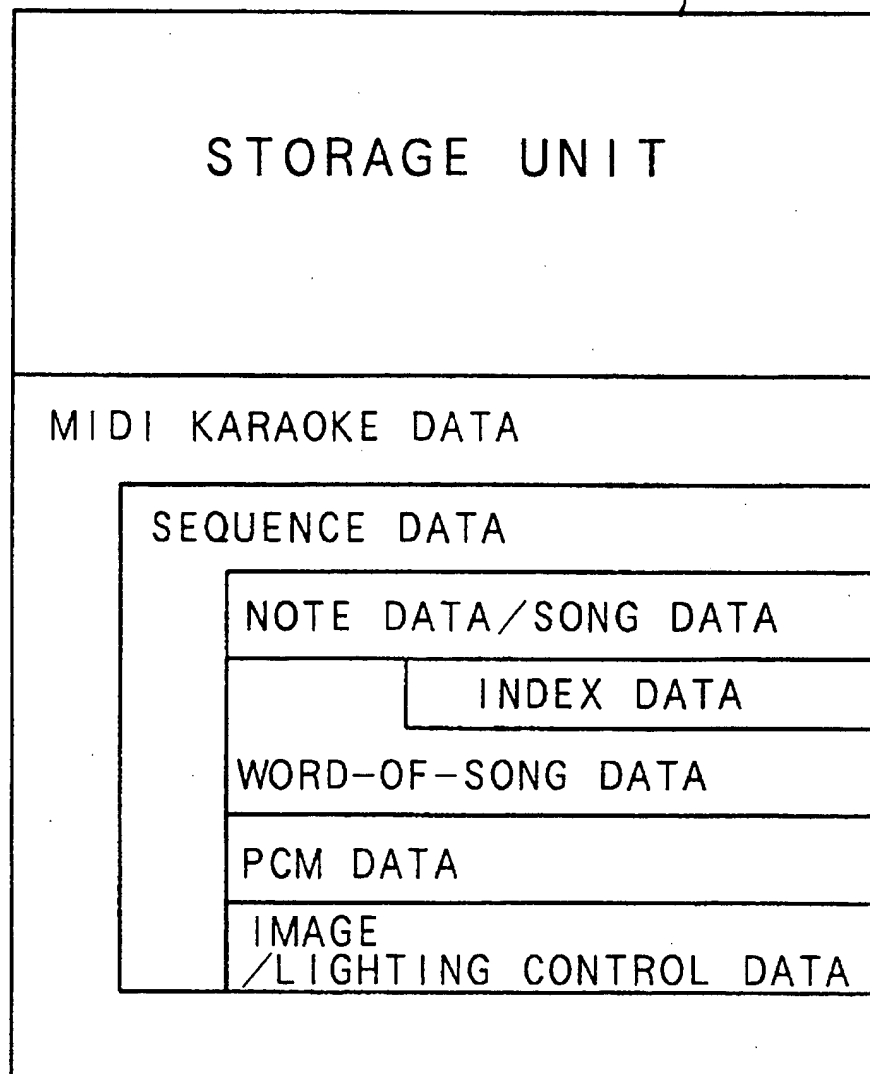 STORAGE UNIT
MIDI KARAOKE DATA
SEQUENCE DATA
NOTE DATA/SONG DATA
INDEX DATA
WORD-OF-SONG DATA
PCM DATA
IMAGE
/LIGHTING CONTROL DATA